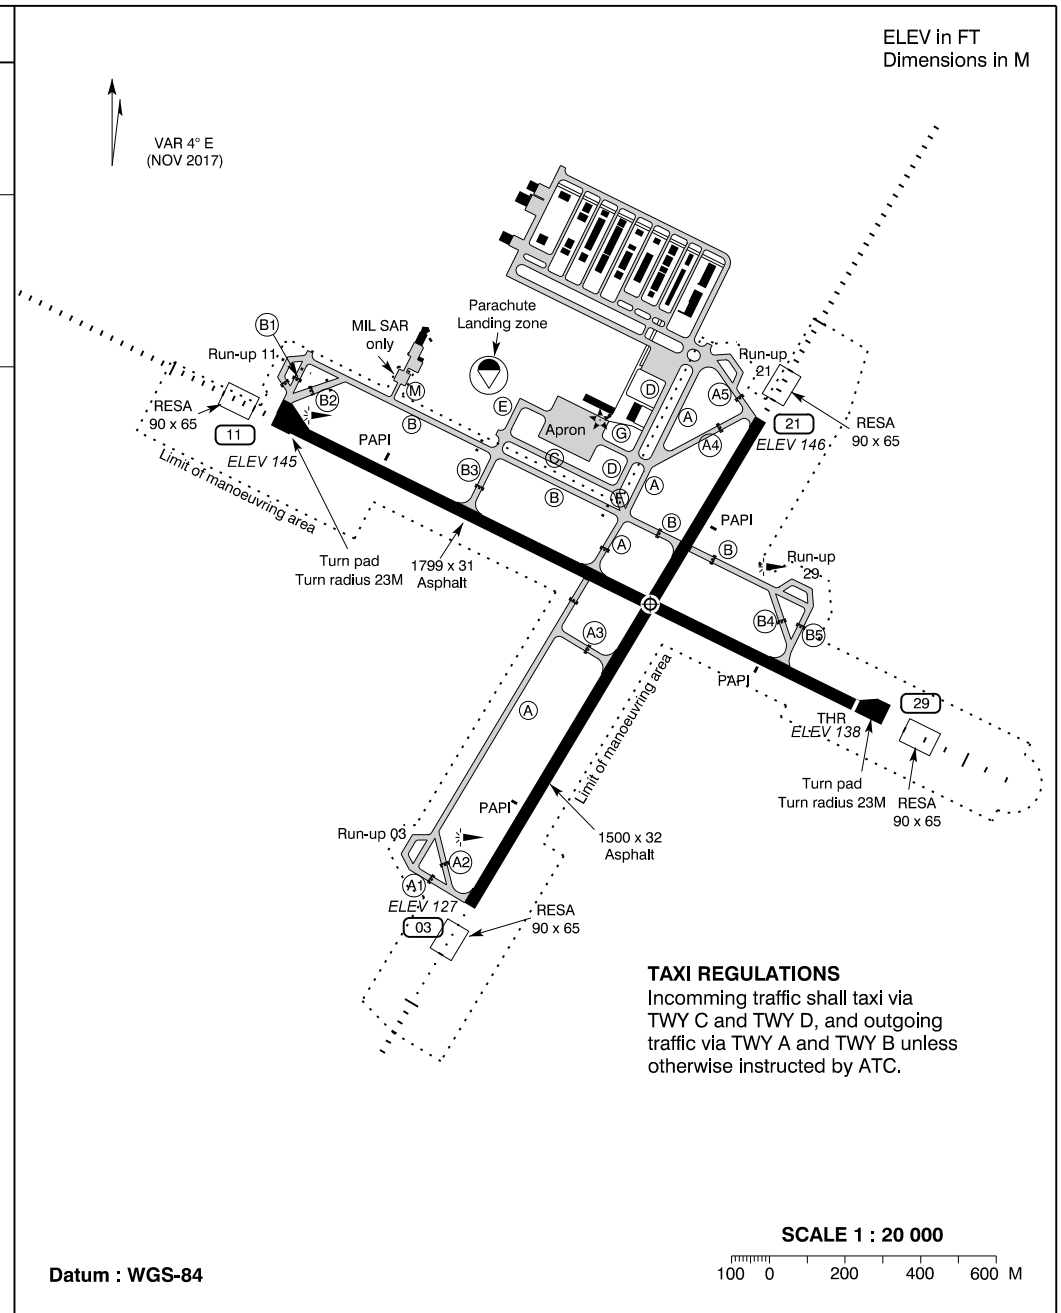 ELEV in FT
Dimensions in M
VAR 4° E
(NOV 2017)
Parachute
Landing zone
MIL SAR
only
B1
Run-up 11
Run-up
21
RESA
90 x 65
11
ELEV 145
B2
M
B
E
D
A
A5
A4
21
ELEV 146
RESA
90 x 65
Apron
G
C
D
F
A
PAPI
B3
B
Limit of manoeuvring area
B
PAPI
B
Run-up
29
Turn pad
Turn radius 23M
1799 x 31
Asphalt
A
A3
B4
B5
PAPI
29
THR
ELEV 138
A
Limit of manoeuvring area
Turn pad
Turn radius 23M
RESA
90 x 65
PAPI
Run-up 03
1500 x 32
Asphalt
A2
A1
ELEV 127
03
RESA
90 x 65
TAXI REGULATIONS
Incomming traffic shall taxi via
TWY C and TWY D, and outgoing
traffic via TWY A and TWY B unless
otherwise instructed by ATC.
SCALE 1 : 20 000
100 0 200 400 600 M
Datum : WGS-84